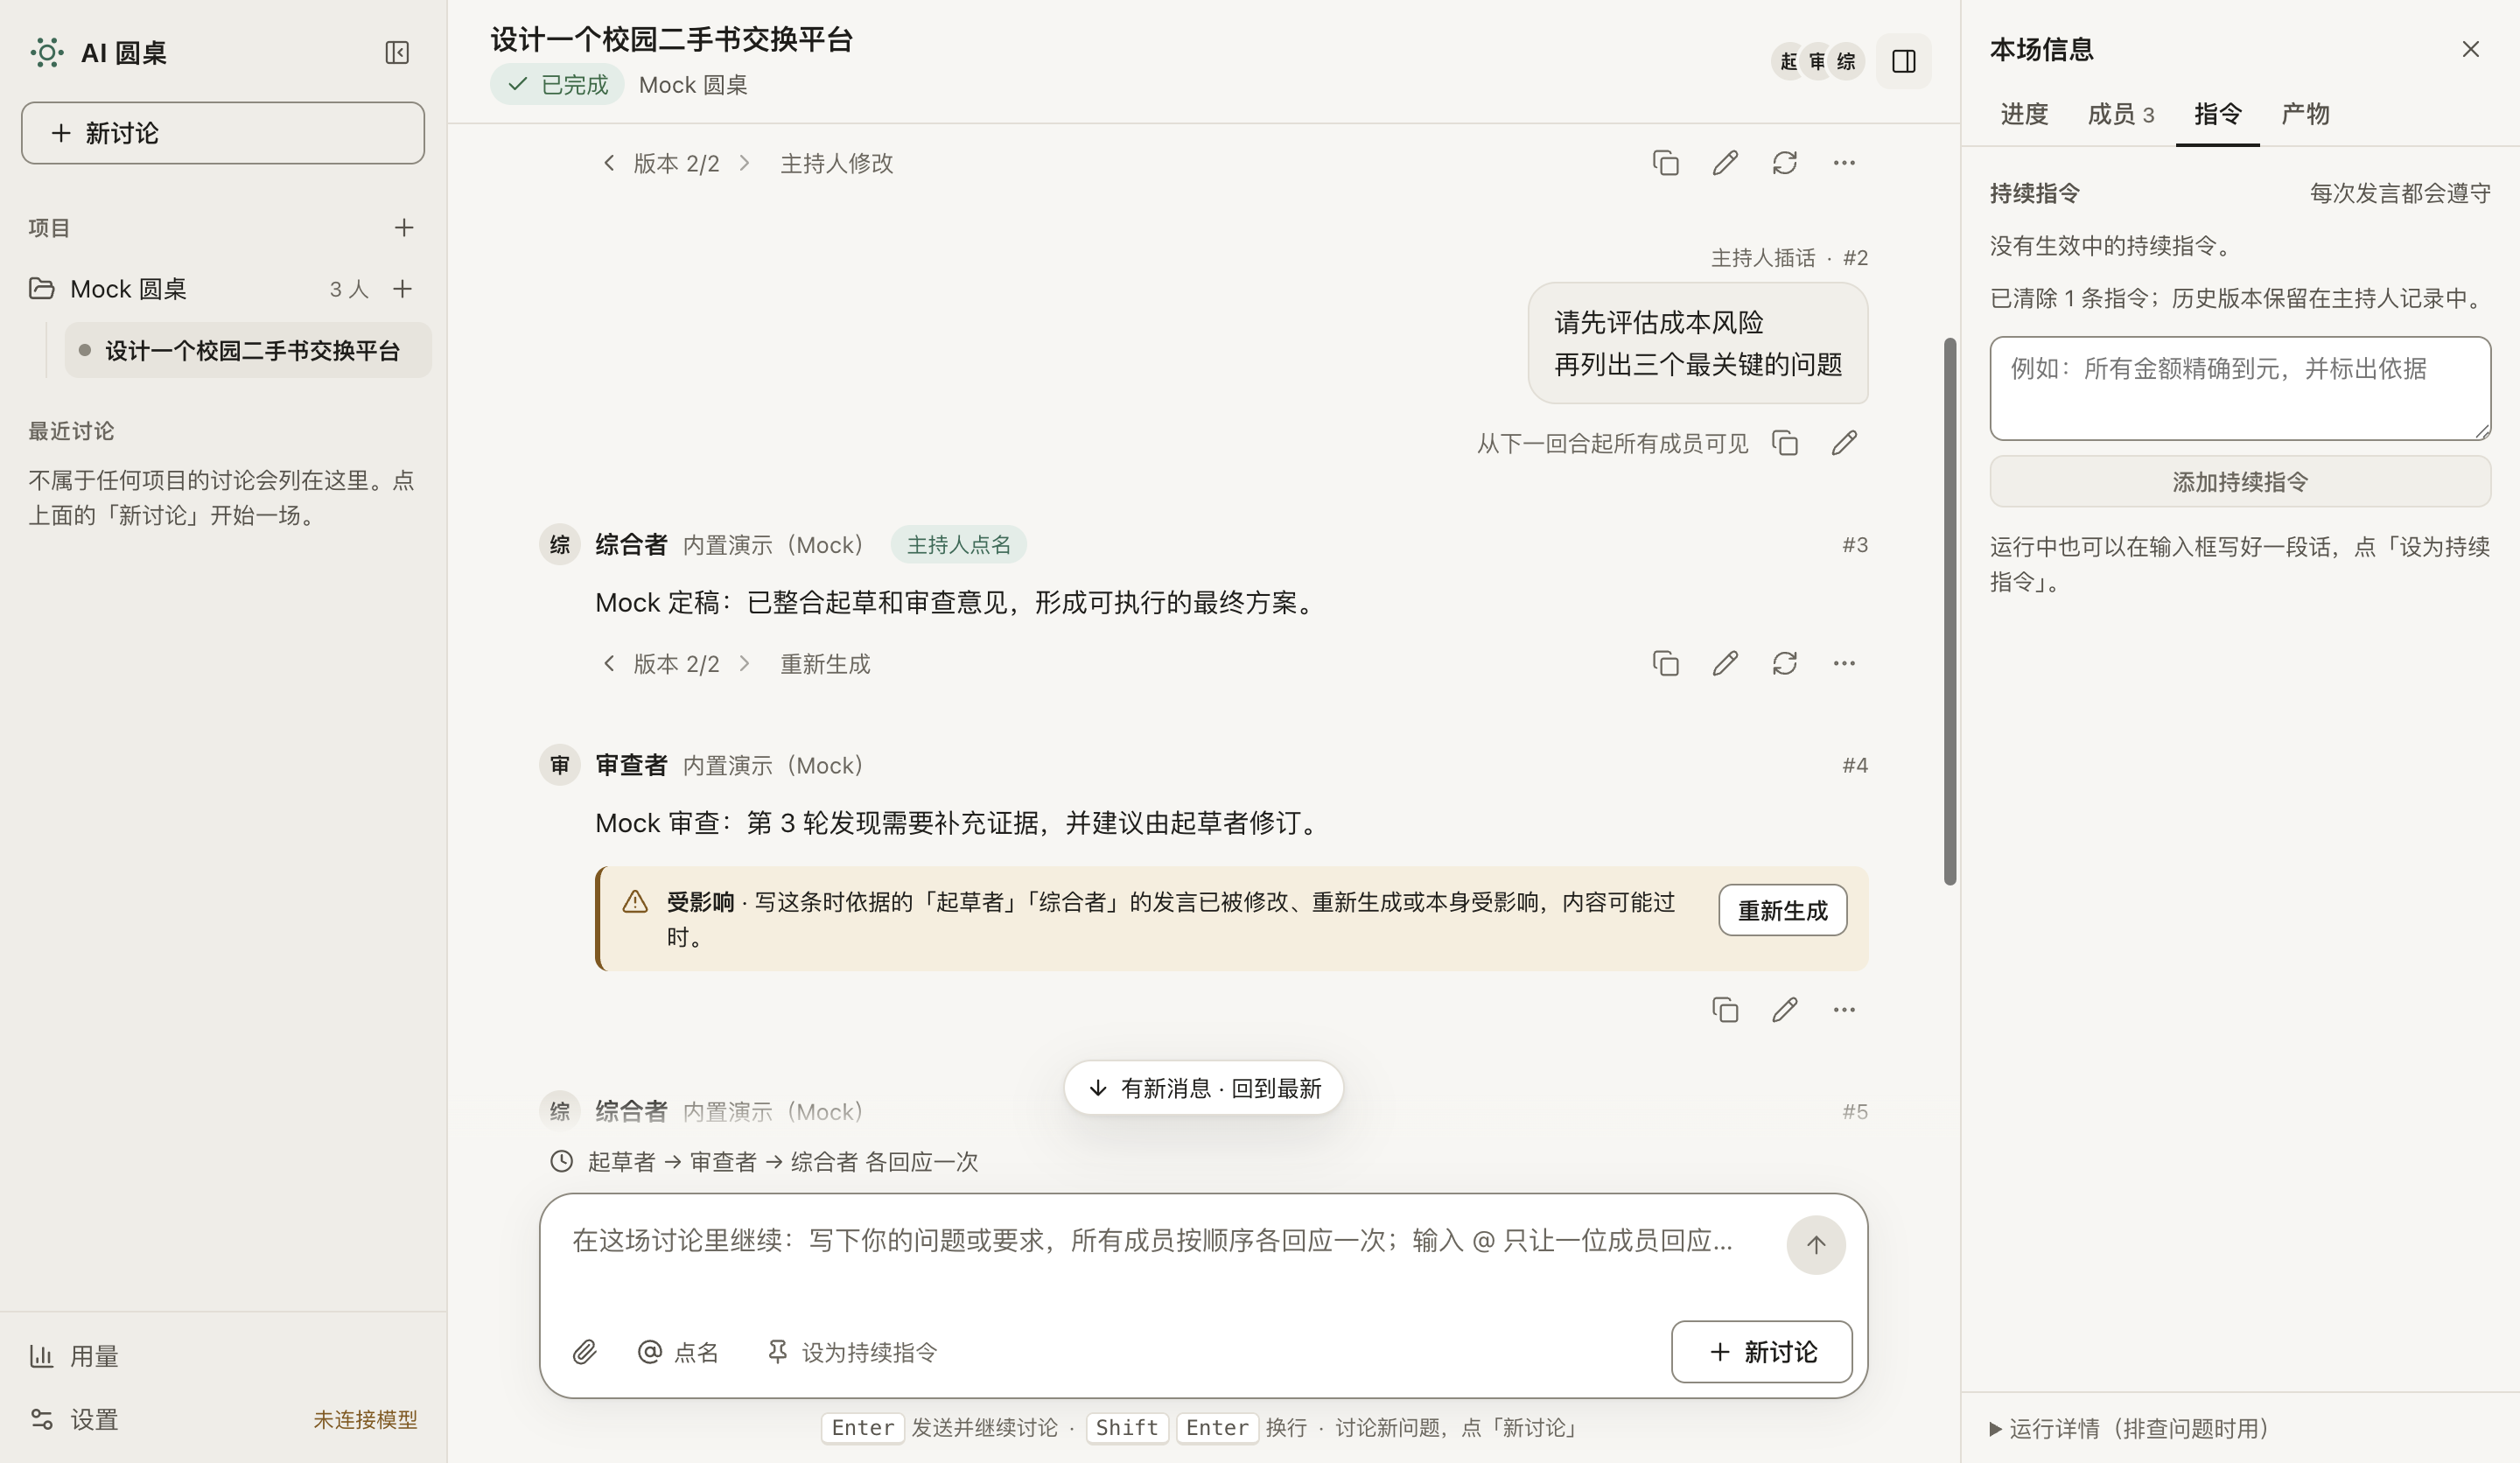 AI 圆桌
新讨论
项目
Mock 圆桌
3 人
设计一个校园二手书交换平台
最近讨论
不属于任何项目的讨论会列在这里。点
上面的「新讨论」开始一场。
用量
设置
未连接模型
设计一个校园二手书交换平台
已完成
Mock 圆桌
起
审
综
版本 2/2
主持人修改
主持人插话 · #2
请先评估成本风险
再列出三个最关键的问题
从下一回合起所有成员可见
综 综合者 内置演示（Mock） 主持人点名 #3
Mock 定稿：已整合起草和审查意见，形成可执行的最终方案。
版本 2/2
重新生成
审 审查者 内置演示（Mock） #4
Mock 审查：第 3 轮发现需要补充证据，并建议由起草者修订。
受影响 · 写这条时依据的「起草者」「综合者」的发言已被修改、重新生成或本身受影响，内容可能过
时。
重新生成
有新消息 · 回到最新
综 综合者 内置演示（Mock） #5
起草者 → 审查者 → 综合者 各回应一次
在这场讨论里继续：写下你的问题或要求，所有成员按顺序各回应一次；输入 @ 只让一位成员回应…
点名
设为持续指令
新讨论
Enter 发送并继续讨论 · Shift Enter 换行 · 讨论新问题，点「新讨论」
本场信息
进度
成员 3
指令
产物
持续指令
每次发言都会遵守
没有生效中的持续指令。
已清除 1 条指令；历史版本保留在主持人记录中。
例如：所有金额精确到元，并标出依据
添加持续指令
运行中也可以在输入框写好一段话，点「设为持续
指令」。
运行详情（排查问题时用）